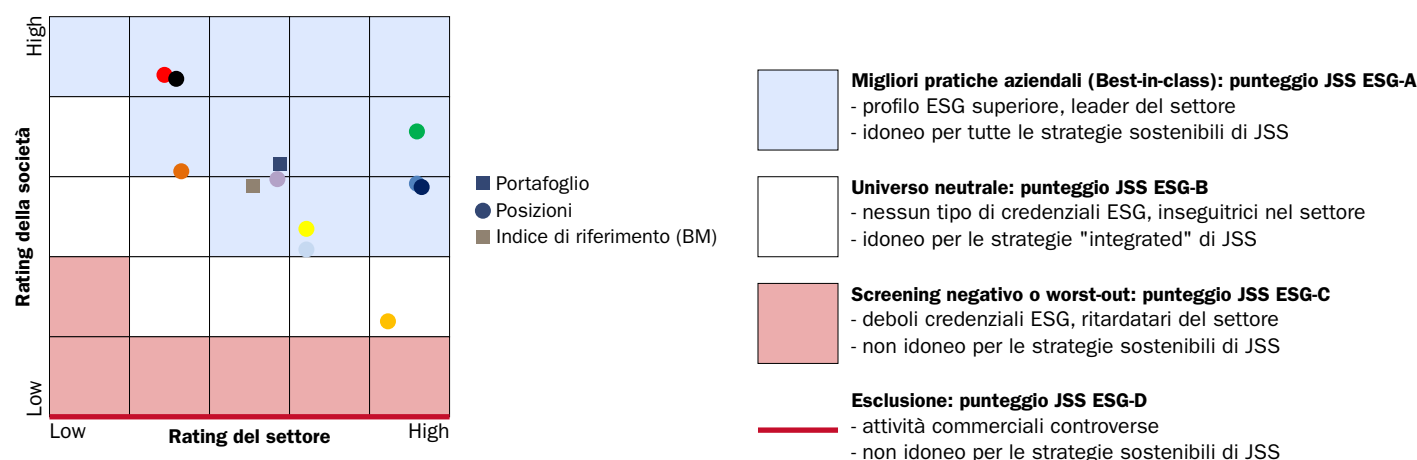 High
Rating della società
Low
Low
Rating del settore
High
Portafoglio
Posizioni
Indice di riferimento (BM)
Migliori pratiche aziendali (Best-in-class): punteggio JSS ESG-A
- profilo ESG superiore, leader del settore
- idoneo per tutte le strategie sostenibili di JSS
Universo neutrale: punteggio JSS ESG-B
- nessun tipo di credenziali ESG, inseguitrici nel settore
- idoneo per le strategie "integrated" di JSS
Screening negativo o worst-out: punteggio JSS ESG-C
- deboli credenziali ESG, ritardatari del settore
- non idoneo per le strategie sostenibili di JSS
Esclusione: punteggio JSS ESG-D
- attività commerciali controverse
- non idoneo per le strategie sostenibili di JSS